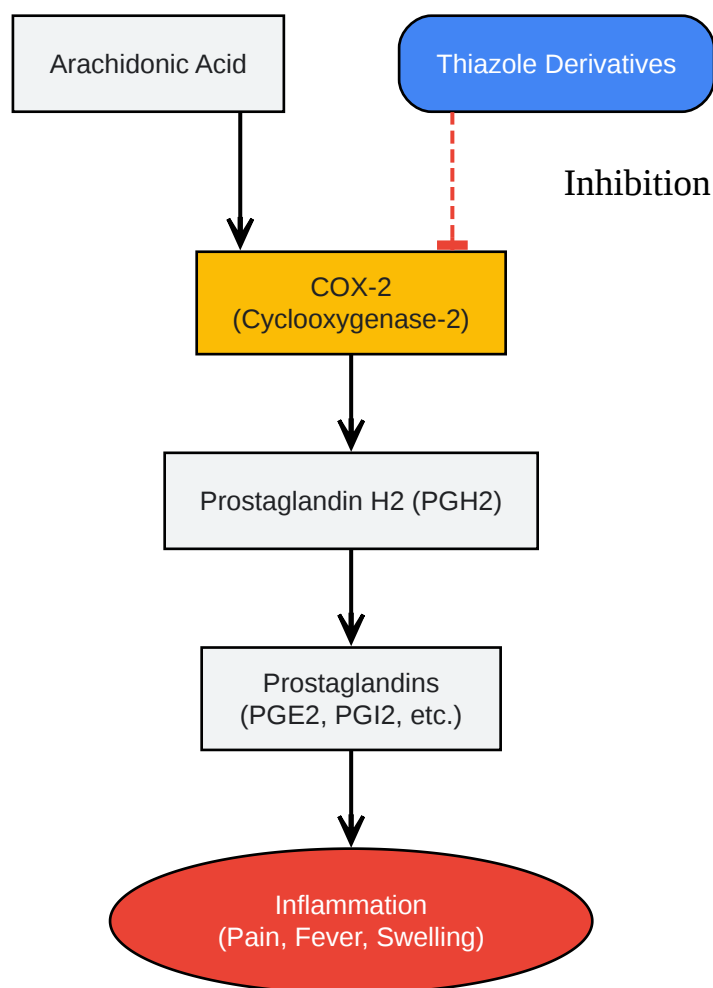 Arachidonic Acid
Thiazole Derivatives
Inhibition
COX-2
(Cyclooxygenase-2)
Prostaglandin H2 (PGH2)
Prostaglandins
(PGE2, PGI2, etc.)
Inflammation
(Pain, Fever, Swelling)